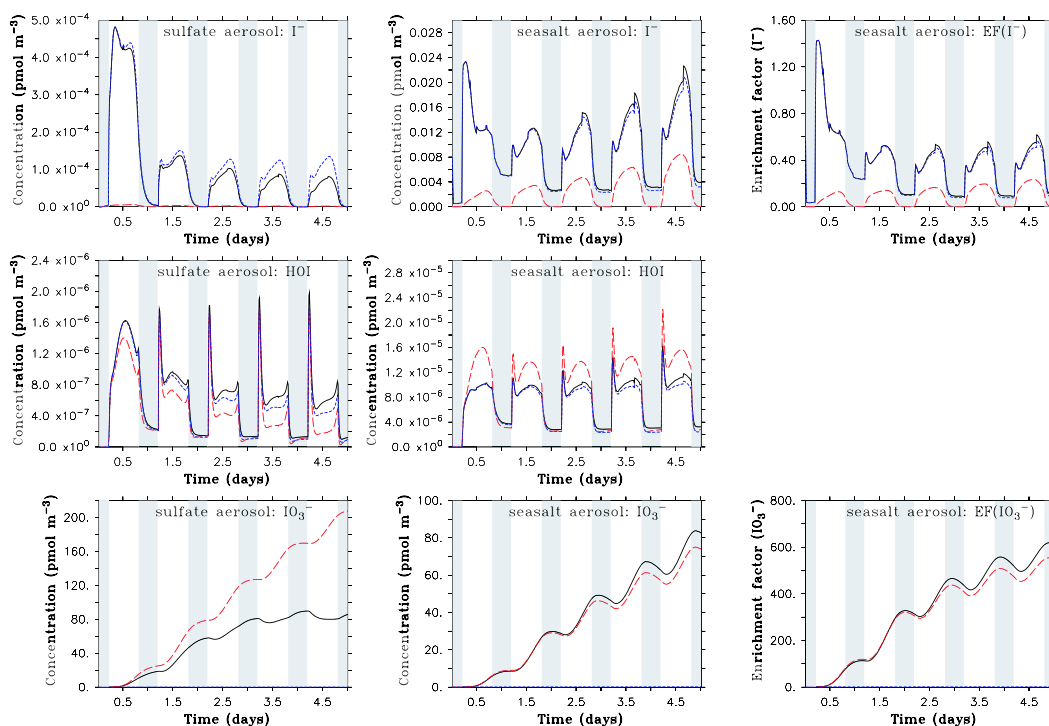 sulfate aerosol: I⁻
Concentration (pmol m⁻³)
5.0 x10⁻⁴
4.0 x10⁻⁴
3.0 x10⁻⁴
2.0 x10⁻⁴
1.0 x10⁻⁴
0.0 x10⁰
0.5 1.5 2.5 3.5 4.5
Time (days)
seasalt aerosol: I⁻
Concentration (pmol m⁻³)
0.028
0.024
0.020
0.016
0.012
0.008
0.004
0.000
0.5 1.5 2.5 3.5 4.5
Time (days)
seasalt aerosol: EF(I⁻)
Enrichment factor (I⁻)
1.60
1.20
0.80
0.40
0.00
0.5 1.5 2.5 3.5 4.5
Time (days)
sulfate aerosol: HOI
Concentration (pmol m⁻³)
2.4 x10⁻⁶
2.0 x10⁻⁶
1.6 x10⁻⁶
1.2 x10⁻⁶
8.0 x10⁻⁷
4.0 x10⁻⁷
0.0 x10⁰
0.5 1.5 2.5 3.5 4.5
Time (days)
seasalt aerosol: HOI
Concentration (pmol m⁻³)
2.8 x10⁻⁵
2.4 x10⁻⁵
2.0 x10⁻⁵
1.6 x10⁻⁵
1.2 x10⁻⁵
8.0 x10⁻⁶
4.0 x10⁻⁶
0.0 x10⁰
0.5 1.5 2.5 3.5 4.5
Time (days)
sulfate aerosol: IO₃⁻
Concentration (pmol m⁻³)
200.
160.
120.
80.
40.
0.
0.5 1.5 2.5 3.5 4.5
Time (days)
seasalt aerosol: IO₃⁻
Concentration (pmol m⁻³)
100.
80.
60.
40.
20.
0.
0.5 1.5 2.5 3.5 4.5
Time (days)
seasalt aerosol: EF(IO₃⁻)
Enrichment factor (IO₃⁻)
800.
600.
400.
200.
0.
0.5 1.5 2.5 3.5 4.5
Time (days)